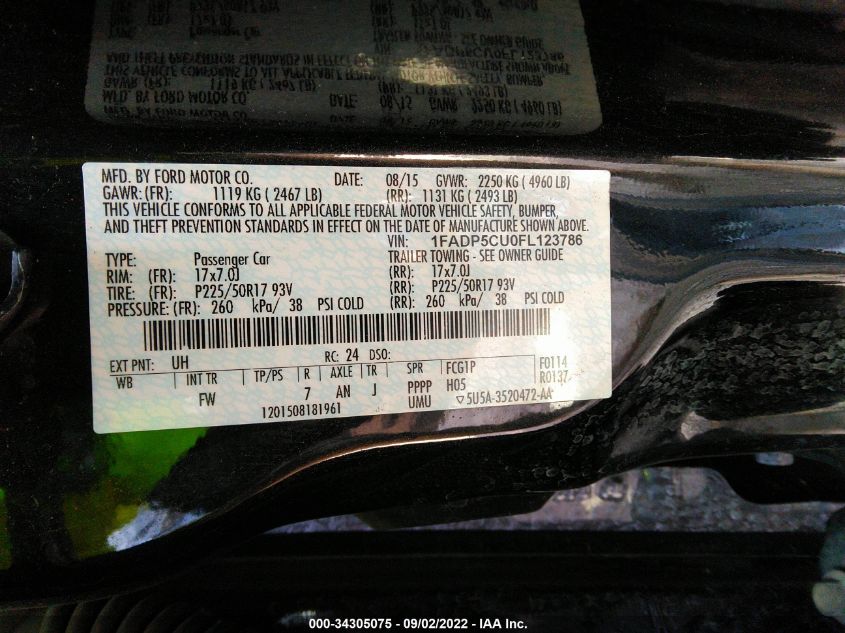 MFD. BY FORD MOTOR CO. DATE: 08/15 GVWR: 2250 KG ( 4960 LB)
GAWR: (FR): 1119 KG ( 2467 LB) (RR): 1131 KG ( 2493 LB)
THIS VEHICLE CONFORMS TO ALL APPLICABLE FEDERAL MOTOR VEHICLE SAFETY, BUMPER,
AND THEFT PREVENTION STANDARDS IN EFFECT ON THE DATE OF MANUFACTURE SHOWN ABOVE.
VIN: 1FADP5CU0FL123786
TYPE: Passenger Car TRAILER TOWING - SEE OWNER GUIDE
RIM: (FR): 17x7.0J (RR): 17x7.0J
TIRE: (FR): P225/50R17 93V (RR): P225/50R17 93V
PRESSURE: (FR): 260 kPa/ 38 PSI COLD (RR): 260 kPa/ 38 PSI COLD
EXT PNT: UH RC: 24 DSO: FCG1P F0114
WB INT TR TP/PS R AXLE TR SPR H05 R0137
FW 7 AN J PPPP
UMU ▽5U5A-3520472-AA
1201508181961
000-34305075 - 09/02/2022 - IAA Inc.